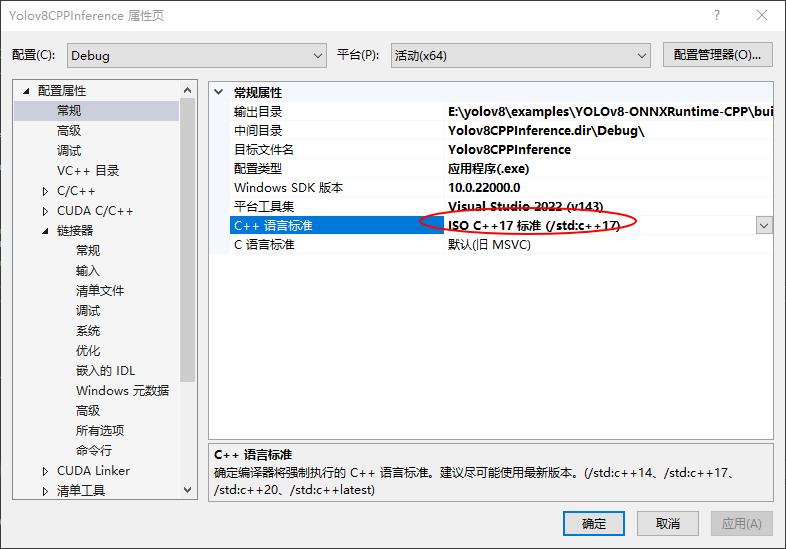 Yolov8CPPInference 属性页
配置(C): Debug 平台(P): 活动(x64) 配置管理器(O)...
配置属性
常规
高级
调试
VC++ 目录
C/C++
CUDA C/C++
链接器
常规
输入
清单文件
调试
系统
优化
嵌入的 IDL
Windows 元数据
高级
所有选项
命令行
CUDA Linker
清单工具
常规属性
输出目录 E:\yolov8\examples\YOLOv8-ONNXRuntime-CPP\bui
中间目录 Yolov8CPPInference.dir\Debug\
目标文件名 Yolov8CPPInference
配置类型 应用程序(.exe)
Windows SDK 版本 10.0.22000.0
平台工具集 Visual Studio 2022 (v143)
C++ 语言标准 ISO C++17 标准 (/std:c++17)
C 语言标准 默认(旧 MSVC)
C++ 语言标准
确定编译器将强制执行的 C++ 语言标准。建议尽可能使用最新版本。(/std:c++14、/std:c++17、
/std:c++20、/std:c++latest)
确定 取消 应用(A)